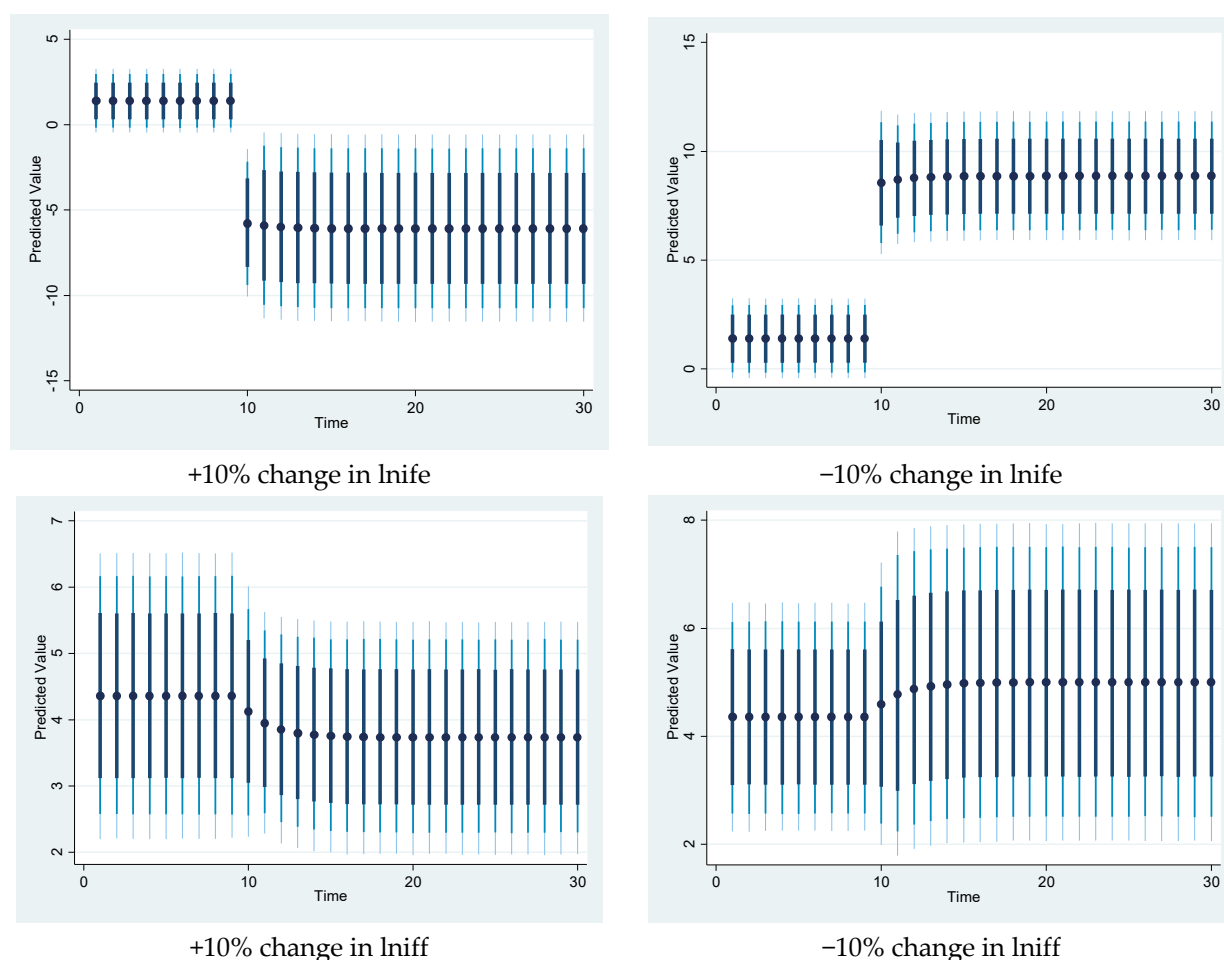 5
0
-5
-10
-15
Predicted Value
0
10
20
30
Time
+10% change in lnife
15
10
5
0
Predicted Value
0
10
20
30
Time
−10% change in lnife
7
6
5
4
3
2
Predicted Value
0
10
20
30
Time
+10% change in lniff
8
6
4
2
Predicted Value
0
10
20
30
Time
−10% change in lniff